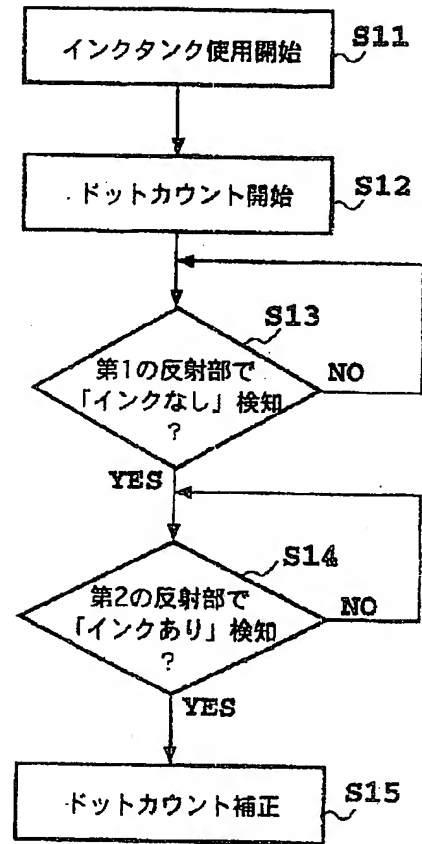 インクタンク使用開始
S11
ドットカウント開始
S12
S13
第1の反射部で
「インクなし」検知
?
NO
YES
S14
第2の反射部で
「インクあり」検知
?
NO
YES
ドットカウント補正
S15